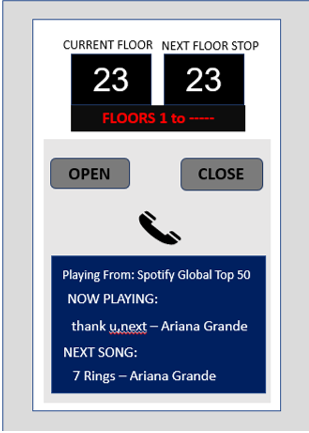 CURRENT FLOOR NEXT FLOOR STOP
23 23
FLOORS 1 to -----
OPEN CLOSE
Playing From: Spotify Global Top 50
NOW PLAYING:
thank u,next – Ariana Grande
NEXT SONG:
7 Rings – Ariana Grande